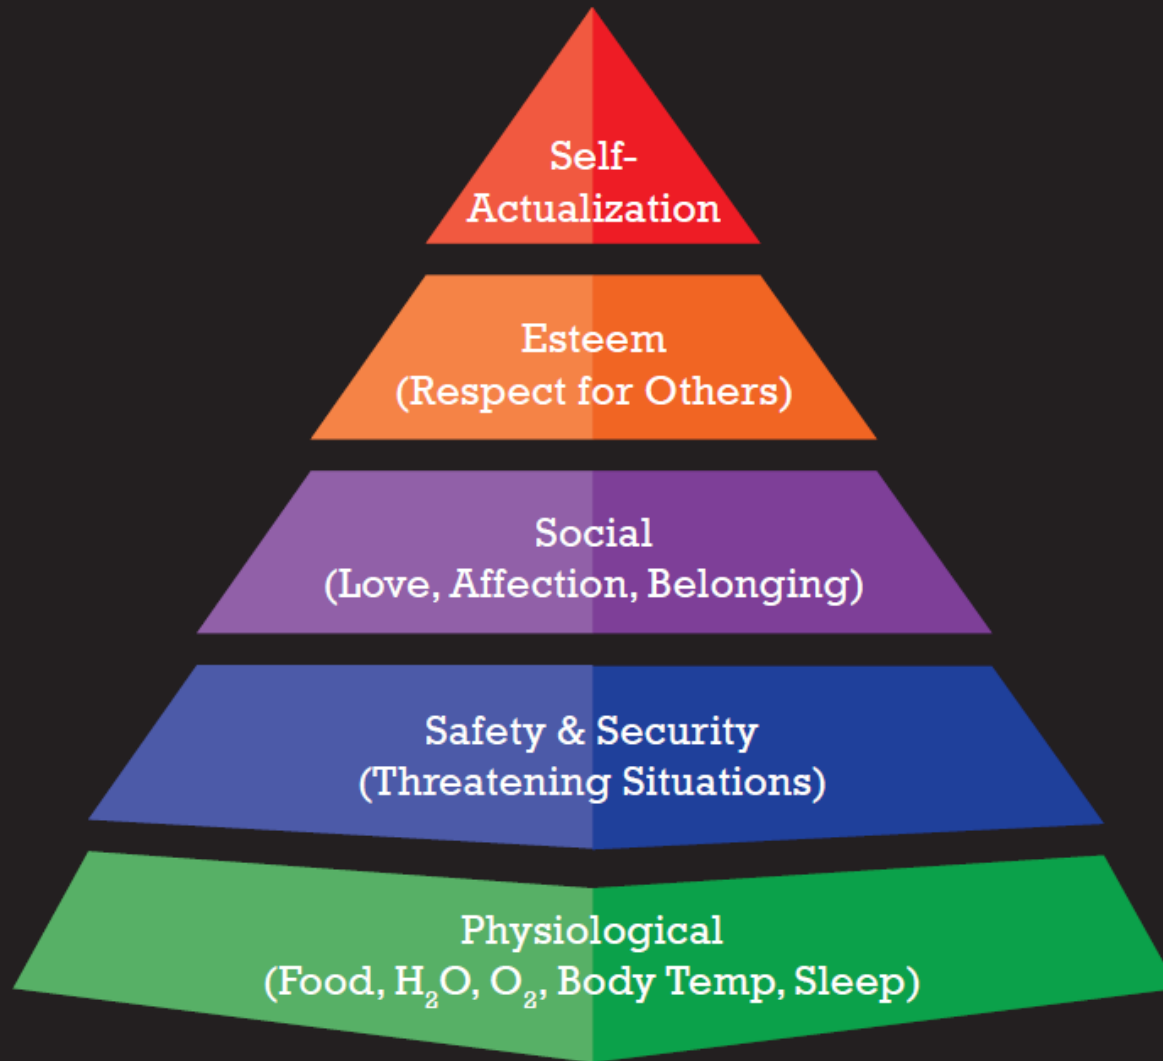 Self-
Actualization
Esteem
(Respect for Others)
Social
(Love, Affection, Belonging)
Safety & Security
(Threatening Situations)
Physiological
(Food, H₂O, O₂, Body Temp, Sleep)